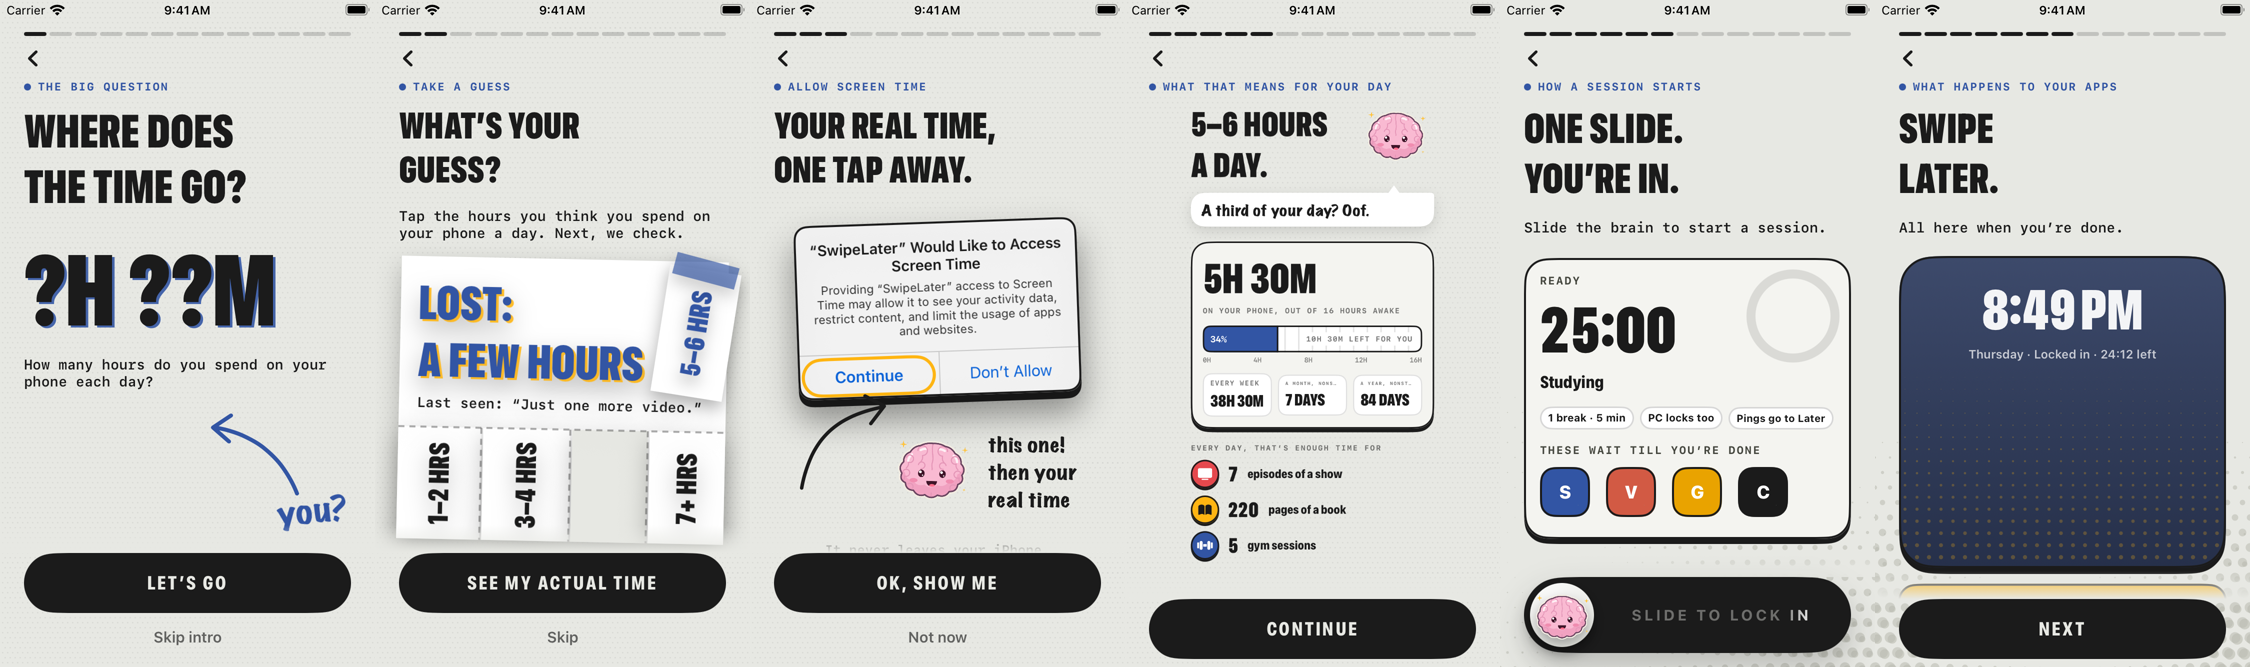 Carrier 9:41 AM
THE BIG QUESTION
WHERE DOES
THE TIME GO?
?H ??M
How many hours do you spend on your
phone each day?
you?
LET'S GO
Skip intro
Carrier 9:41 AM
TAKE A GUESS
WHAT'S YOUR
GUESS?
Tap the hours you think you spend on
your phone a day. Next, we check.
LOST:
A FEW HOURS
5–6 HRS
Last seen: “Just one more video.”
1–2 HRS
3–4 HRS
7+ HRS
SEE MY ACTUAL TIME
Skip
Carrier 9:41 AM
ALLOW SCREEN TIME
YOUR REAL TIME,
ONE TAP AWAY.
“SwipeLater” Would Like to Access
Screen Time
Providing “SwipeLater” access to Screen
Time may allow it to see your activity data,
restrict content, and limit the usage of apps
and websites.
Continue
Don't Allow
this one!
then your
real time
It never leaves your iPhone
OK, SHOW ME
Not now
Carrier 9:41 AM
WHAT THAT MEANS FOR YOUR DAY
5–6 HOURS
A DAY.
A third of your day? Oof.
5H 30M
ON YOUR PHONE, OUT OF 16 HOURS AWAKE
34% 10H 30M LEFT FOR YOU
0H 4H 8H 12H 16H
EVERY WEEK
38H 30M
A MONTH, NONS…
7 DAYS
A YEAR, NONST…
84 DAYS
EVERY DAY, THAT'S ENOUGH TIME FOR
7 episodes of a show
220 pages of a book
5 gym sessions
CONTINUE
Carrier 9:41 AM
HOW A SESSION STARTS
ONE SLIDE.
YOU'RE IN.
Slide the brain to start a session.
READY
25:00
Studying
1 break · 5 min PC locks too Pings go to Later
THESE WAIT TILL YOU'RE DONE
S V G C
SLIDE TO LOCK IN
Carrier 9:41 AM
WHAT HAPPENS TO YOUR APPS
SWIPE
LATER.
All here when you're done.
8:49 PM
Thursday · Locked in · 24:12 left
NEXT